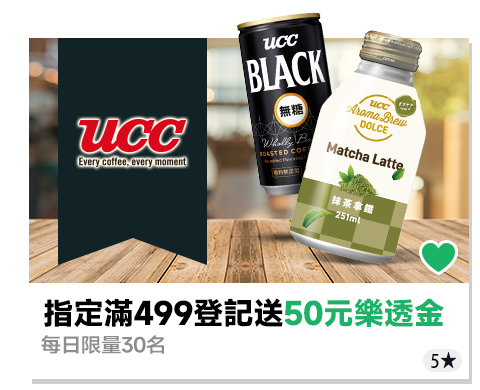 ucc
BLACK
無糖
ROASTED COFFEE
ucc
Every coffee, every moment
UCC
Aroma Brew
DOLCE
Matcha Latte
抹茶拿鐵
251ml
指定滿499登記送50元樂透金
每日限量30名
5★